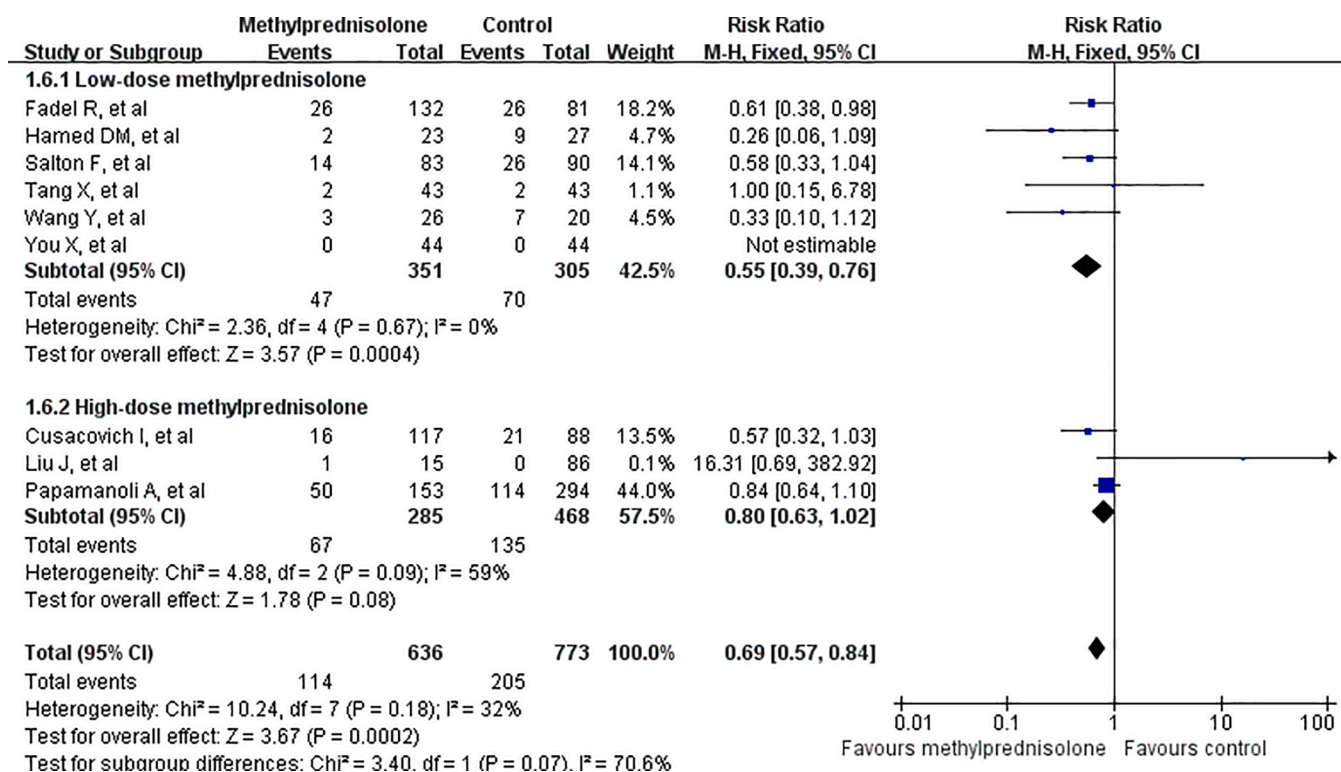 Methylprednisolone Control Risk Ratio Risk Ratio
Study or Subgroup Events Total Events Total Weight M-H, Fixed, 95% CI M-H, Fixed, 95% CI
1.6.1 Low-dose methylprednisolone
Fadel R, et al 26 132 26 81 18.2% 0.61 [0.38, 0.98]
Hamed DM, et al 2 23 9 27 4.7% 0.26 [0.06, 1.09]
Salton F, et al 14 83 26 90 14.1% 0.58 [0.33, 1.04]
Tang X, et al 2 43 2 43 1.1% 1.00 [0.15, 6.78]
Wang Y, et al 3 26 7 20 4.5% 0.33 [0.10, 1.12]
You X, et al 0 44 0 44 Not estimable
Subtotal (95% CI) 351 305 42.5% 0.55 [0.39, 0.76]
Total events 47 70
Heterogeneity: Chi² = 2.36, df = 4 (P = 0.67); I² = 0%
Test for overall effect: Z = 3.57 (P = 0.0004)
1.6.2 High-dose methylprednisolone
Cusacovich I, et al 16 117 21 88 13.5% 0.57 [0.32, 1.03]
Liu J, et al 1 15 0 86 0.1% 16.31 [0.69, 382.92]
Papamanoli A, et al 50 153 114 294 44.0% 0.84 [0.64, 1.10]
Subtotal (95% CI) 285 468 57.5% 0.80 [0.63, 1.02]
Total events 67 135
Heterogeneity: Chi² = 4.88, df = 2 (P = 0.09); I² = 59%
Test for overall effect: Z = 1.78 (P = 0.08)
Total (95% CI) 636 773 100.0% 0.69 [0.57, 0.84]
Total events 114 205
Heterogeneity: Chi² = 10.24, df = 7 (P = 0.18); I² = 32%
Test for overall effect: Z = 3.67 (P = 0.0002)
Test for subgroup differences: Chi² = 3.40, df = 1 (P = 0.07), I² = 70.6%
0.01 0.1 1 10 100
Favours methylprednisolone Favours control